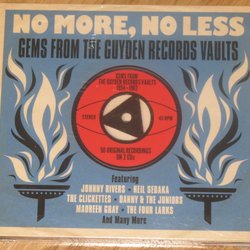 NO MORE, NO LESS
GEMS FROM THE GUYDEN RECORDS VAULTS
GEMS FROM
THE GUYDEN RECORDS VAULTS
1954 - 1962
STEREO
45 RPM
50 ORIGINAL RECORDINGS
ON 2 CDs
Featuring
JOHNNY RIVERS • NEIL SEDAKA
THE CLICKETTES • DANNY & THE JUNIORS
MAUREEN GRAY • THE FOUR LARKS
And Many More